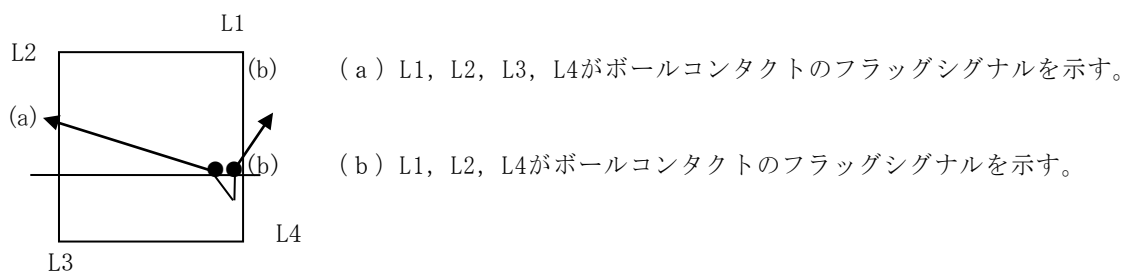 L1
L2
(b) (a) L1, L2, L3, L4がボールコンタクトのフラッグシグナルを示す。
(a)
(b) (b) L1, L2, L4がボールコンタクトのフラッグシグナルを示す。
L4
L3